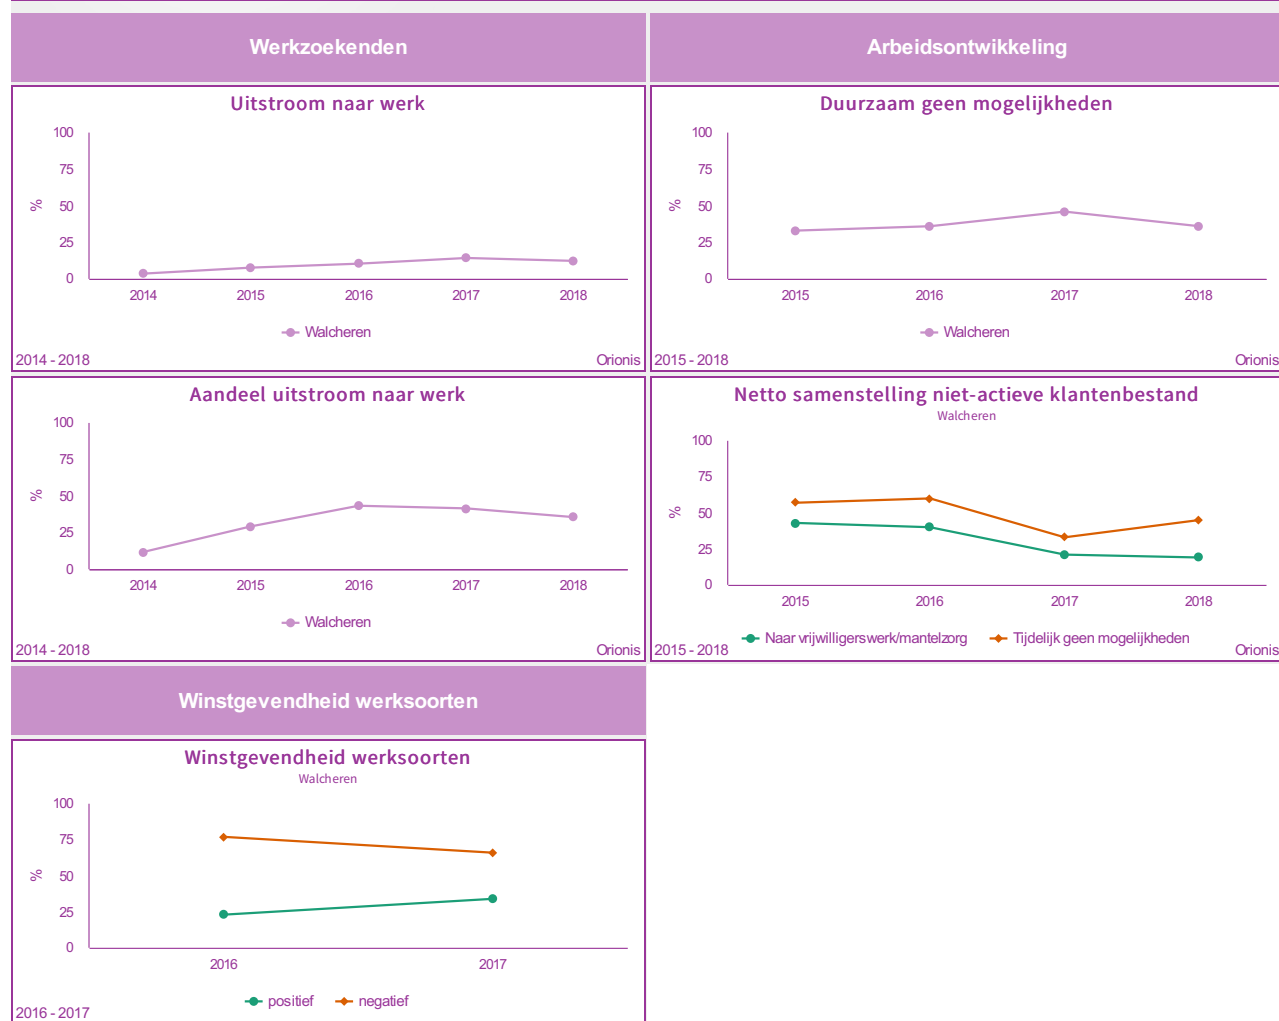 Werkzoekenden
Arbeidsontwikkeling
Uitstroom naar werk
100
75
50
25
0
%
2014 2015 2016 2017 2018
Walcheren
2014 - 2018 Orionis
Duurzaam geen mogelijkheden
100
75
50
25
0
%
2015 2016 2017 2018
Walcheren
2015 - 2018 Orionis
Aandeel uitstroom naar werk
100
75
50
25
0
%
2014 2015 2016 2017 2018
Walcheren
2014 - 2018 Orionis
Netto samenstelling niet-actieve klantenbestand
Walcheren
100
75
50
25
0
%
2015 2016 2017 2018
Naar vrijwilligerswerk/mantelzorg Tijdelijk geen mogelijkheden
2015 - 2018 Orionis
Winstgevendheid werksoorten
Winstgevendheid werksoorten
Walcheren
100
75
50
25
0
%
2016 2017
positief negatief
2016 - 2017